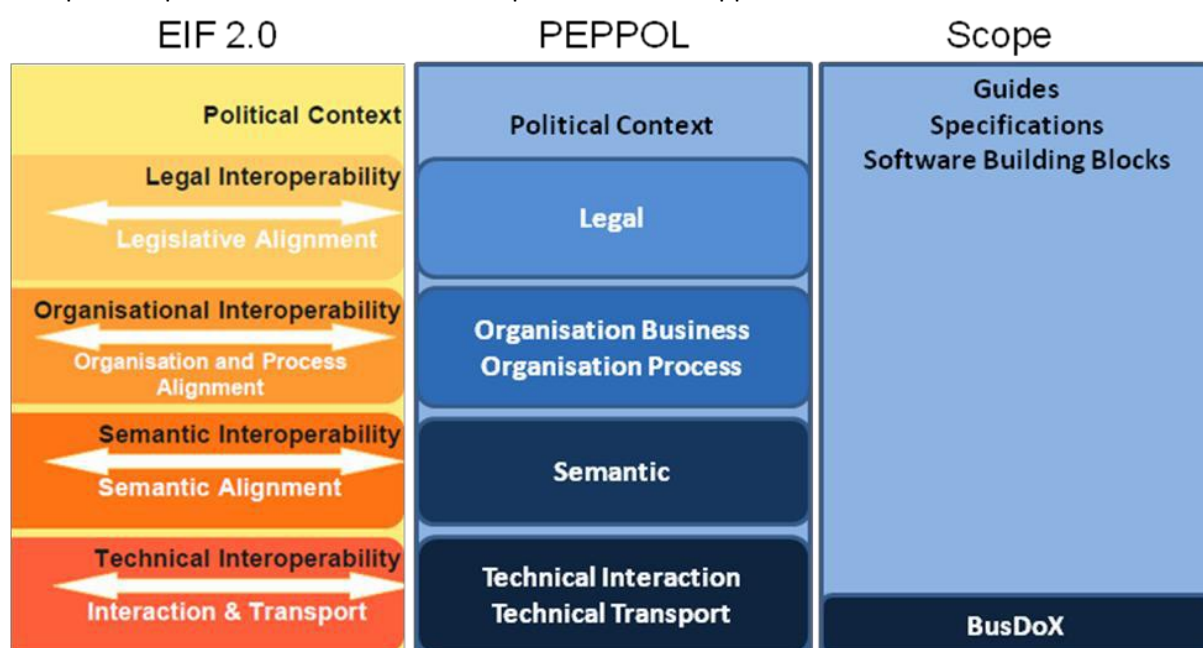 EIF 2.0
Political Context
Legal Interoperability
Legislative Alignment
Organisational Interoperability
Organisation and Process
Alignment
Semantic Interoperability
Semantic Alignment
Technical Interoperability
Interaction & Transport
PEPPOL
Political Context
Legal
Organisation Business
Organisation Process
Semantic
Technical Interaction
Technical Transport
Scope
Guides
Specifications
Software Building Blocks
BusDoX